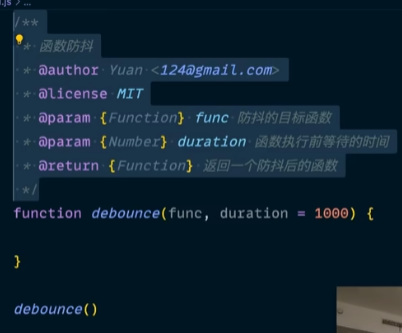 .js > ...
/**
 * 函数防抖
 * @author Yuan <124@gmail.com>
 * @license MIT
 * @param {Function} func 防抖的目标函数
 * @param {Number} duration 函数执行前等待的时间
 * @return {Function} 返回一个防抖后的函数
 */
function debounce(func, duration = 1000) {
}
debounce()